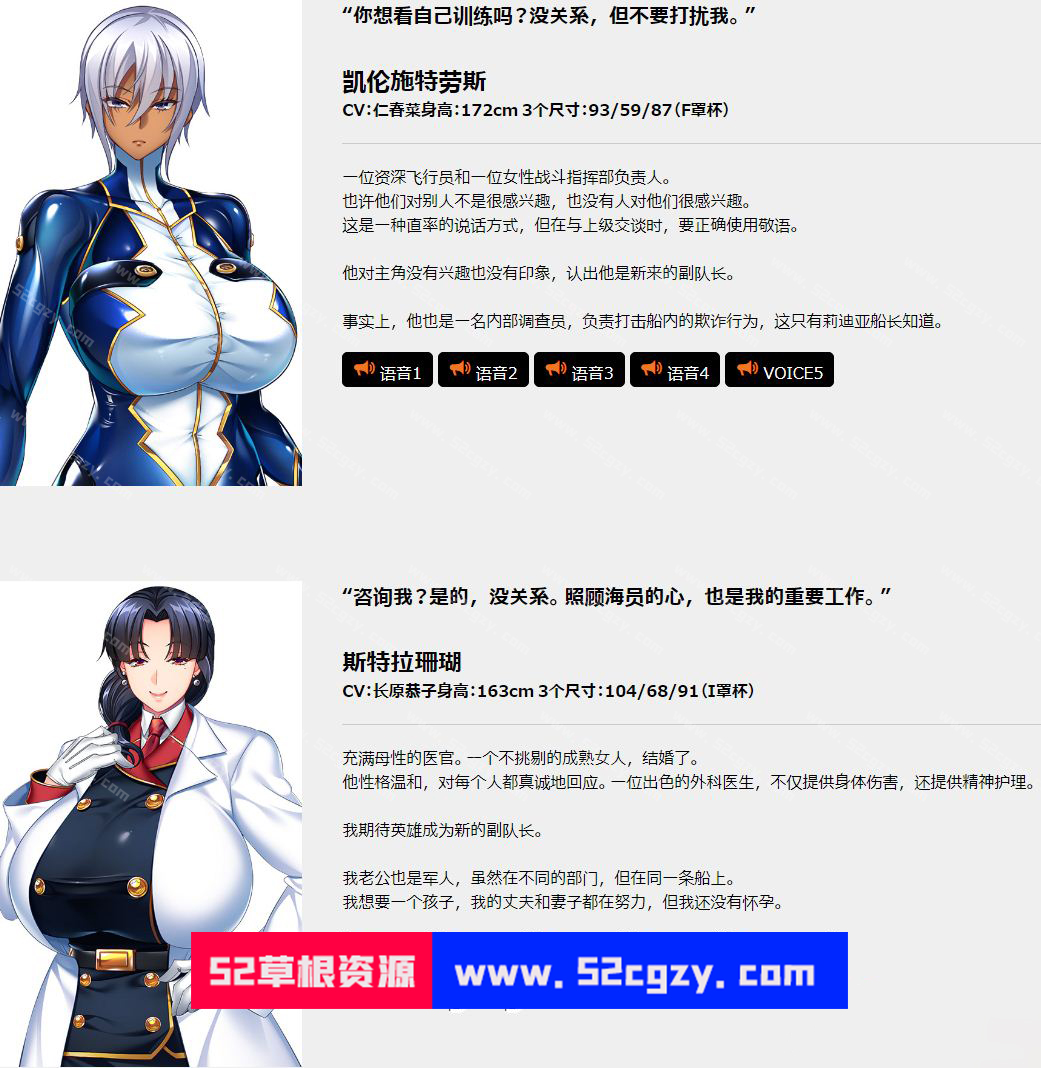 “你想看自己训练吗？没关系，但不要打扰我。”
凯伦施特劳斯
CV：仁春菜身高：172cm 3个尺寸：93/59/87（F罩杯）
一位资深飞行员和一位女性战斗指挥部负责人。
也许他们对别人不是很感兴趣，也没有人对他们很感兴趣。
这是一种直率的说话方式，但在与上级交谈时，要正确使用敬语。
他对主角没有兴趣也没有印象，认出他是新来的副队长。
事实上，他也是一名内部调查员，负责打击船内的欺诈行为，这只有莉迪亚船长知道。
语音1 语音2 语音3 语音4 VOICE5
“咨询我？是的，没关系。照顾海员的心，也是我的重要工作。”
斯特拉珊瑚
CV：长原恭子身高：163cm 3个尺寸：104/68/91（I罩杯）
充满母性的医官。一个不挑剔的成熟女人，结婚了。
他性格温和，对每个人都真诚地回应。一位出色的外科医生，不仅提供身体伤害，还提供精神护理。
我期待英雄成为新的副队长。
我老公也是军人，虽然在不同的部门，但在同一条船上。
我想要一个孩子，我的丈夫和妻子都在努力，但我还没有怀孕。
52草根资源 www.52cgzy.com